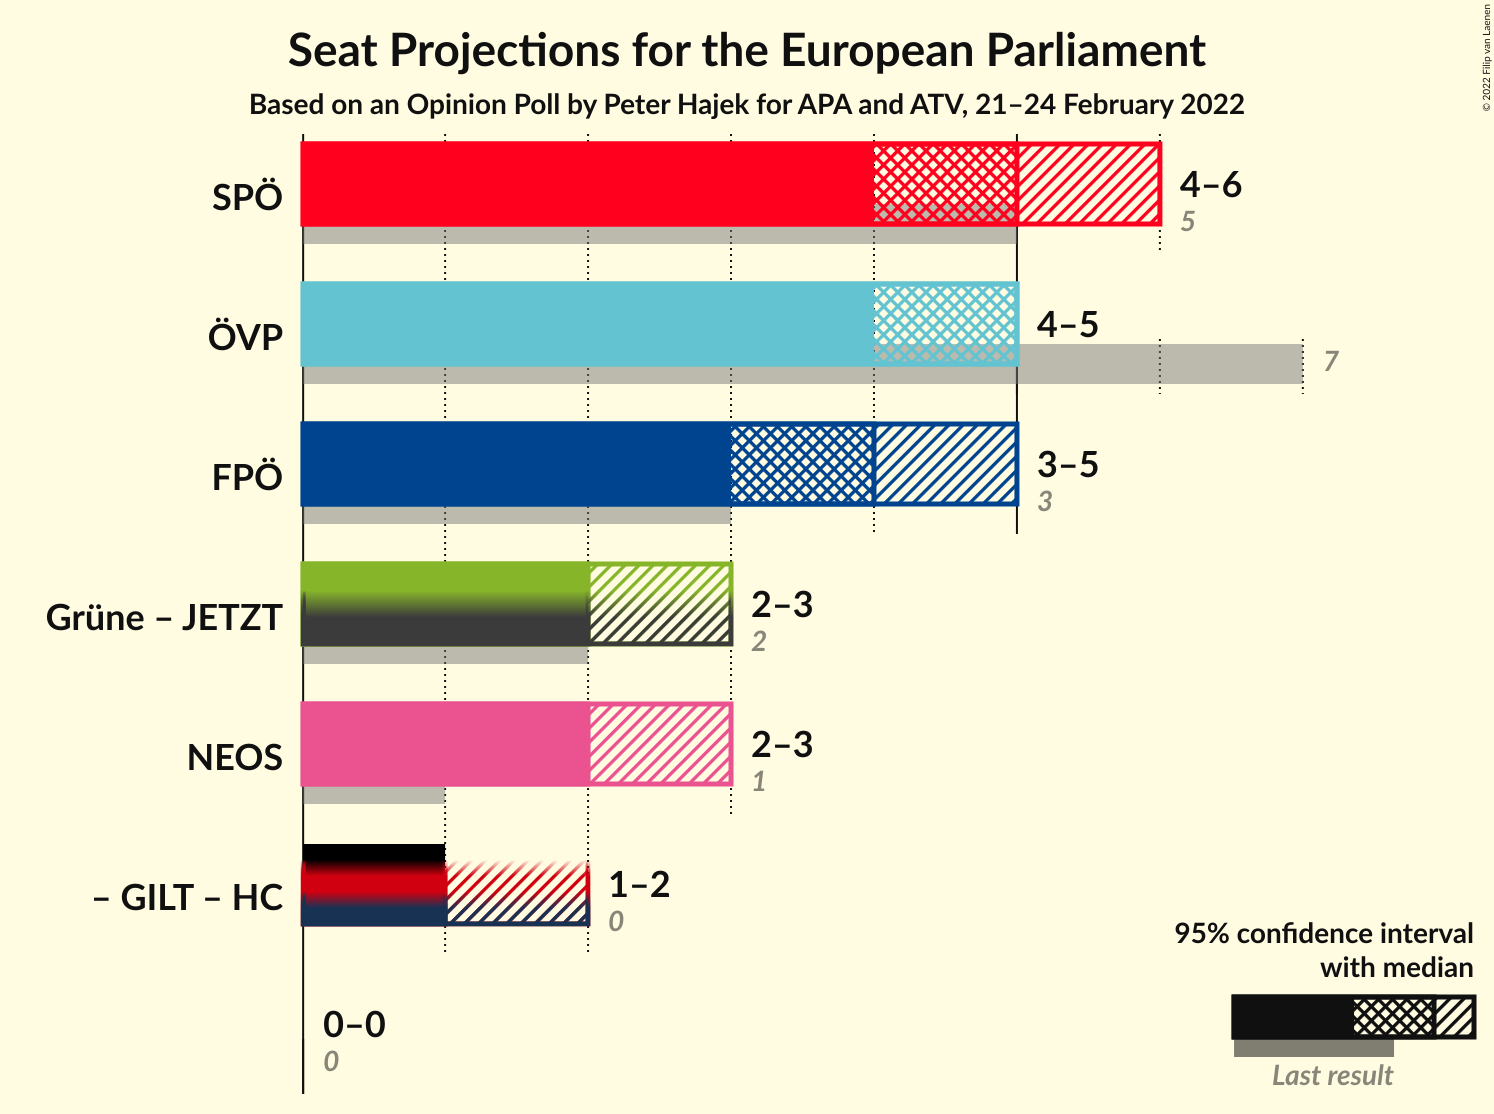 Seat Projections for the European Parliament
Based on an Opinion Poll by Peter Hajek for APA and ATV, 21–24 February 2022
© 2022 Filip van Laenen
SPÖ
4–6
5
ÖVP
4–5
7
FPÖ
3–5
3
Grüne – JETZT
2–3
2
NEOS
2–3
1
– GILT – HC
1–2
0
0–0
0
95% confidence interval
with median
Last result